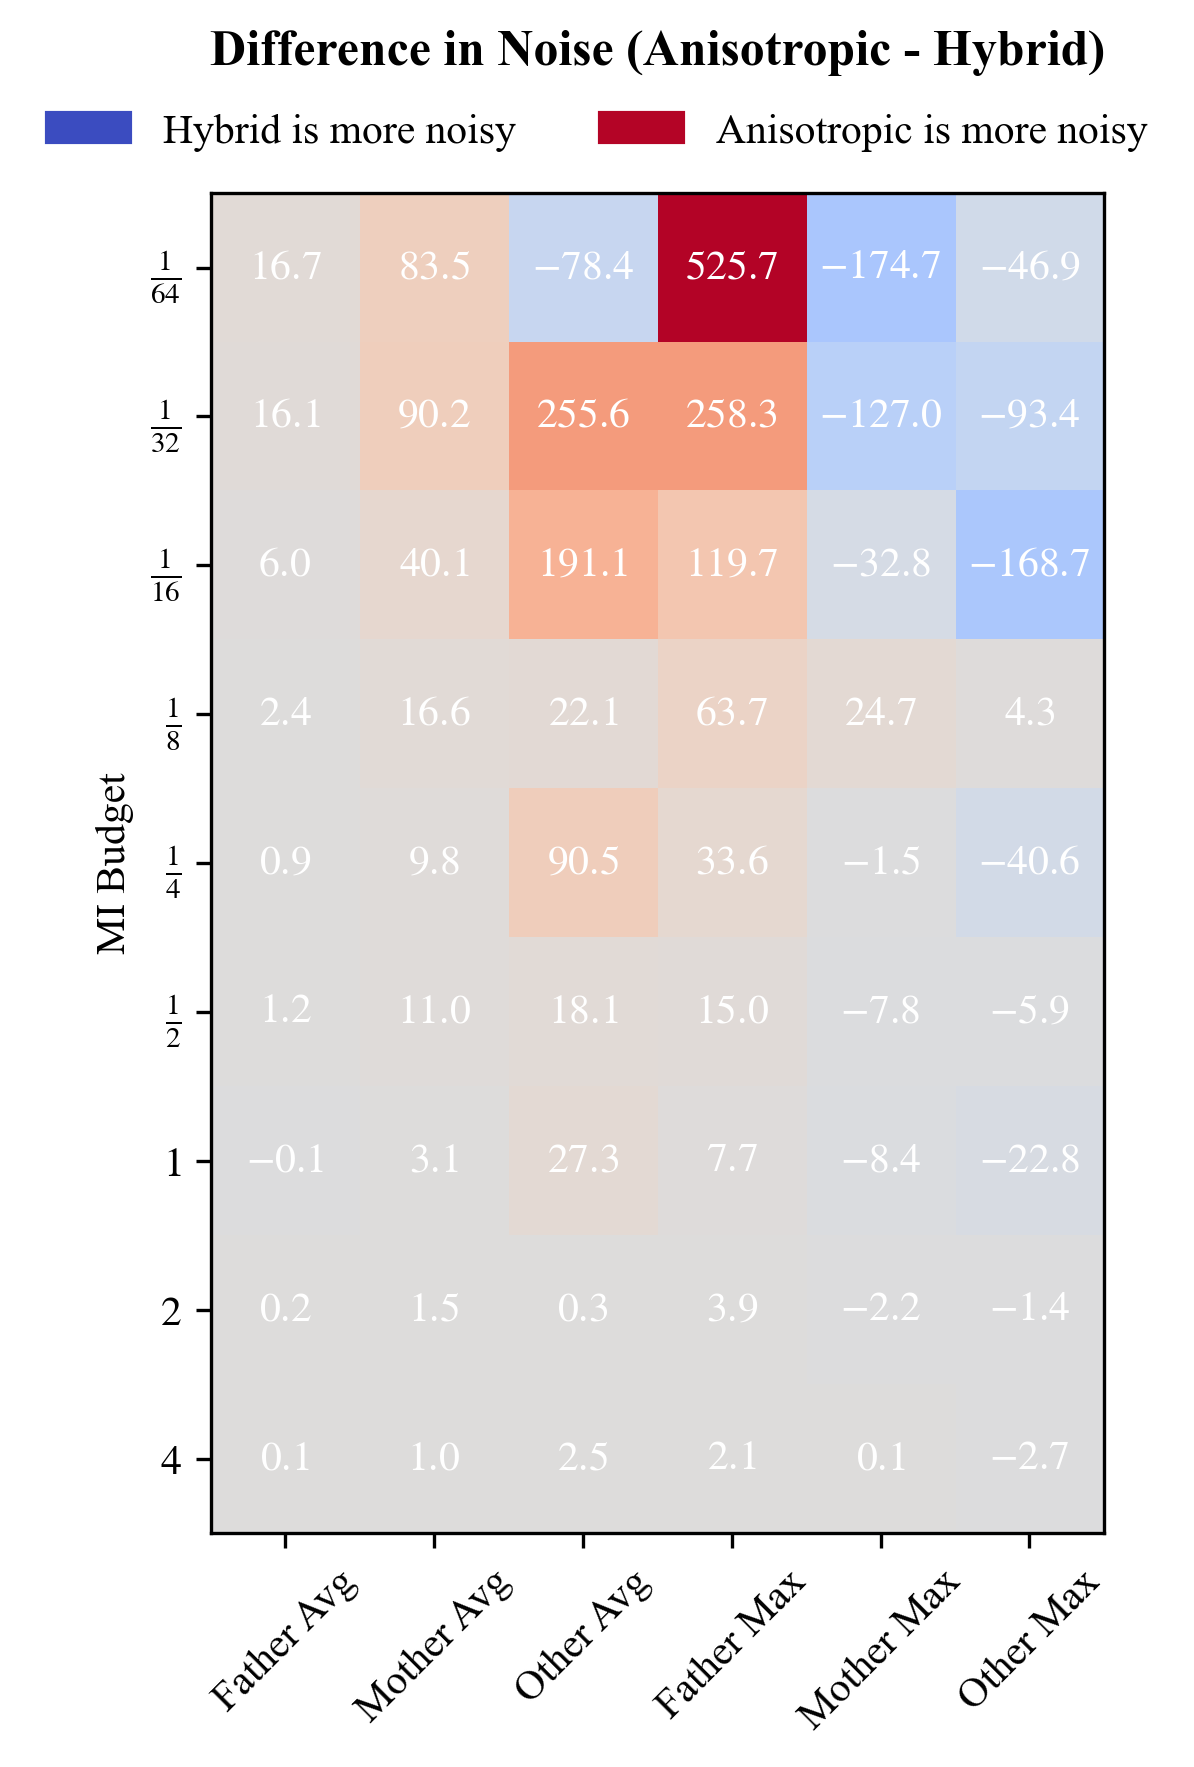 Difference in Noise (Anisotropic - Hybrid)
Hybrid is more noisy Anisotropic is more noisy
1/64 16.7 83.5 −78.4 525.7 −174.7 −46.9
1/32 16.1 90.2 255.6 258.3 −127.0 −93.4
1/16 6.0 40.1 191.1 119.7 −32.8 −168.7
1/8 2.4 16.6 22.1 63.7 24.7 4.3
MI Budget
1/4 0.9 9.8 90.5 33.6 −1.5 −40.6
1/2 1.2 11.0 18.1 15.0 −7.8 −5.9
1 −0.1 3.1 27.3 7.7 −8.4 −22.8
2 0.2 1.5 0.3 3.9 −2.2 −1.4
4 0.1 1.0 2.5 2.1 0.1 −2.7
Father Avg Mother Avg Other Avg Father Max Mother Max Other Max